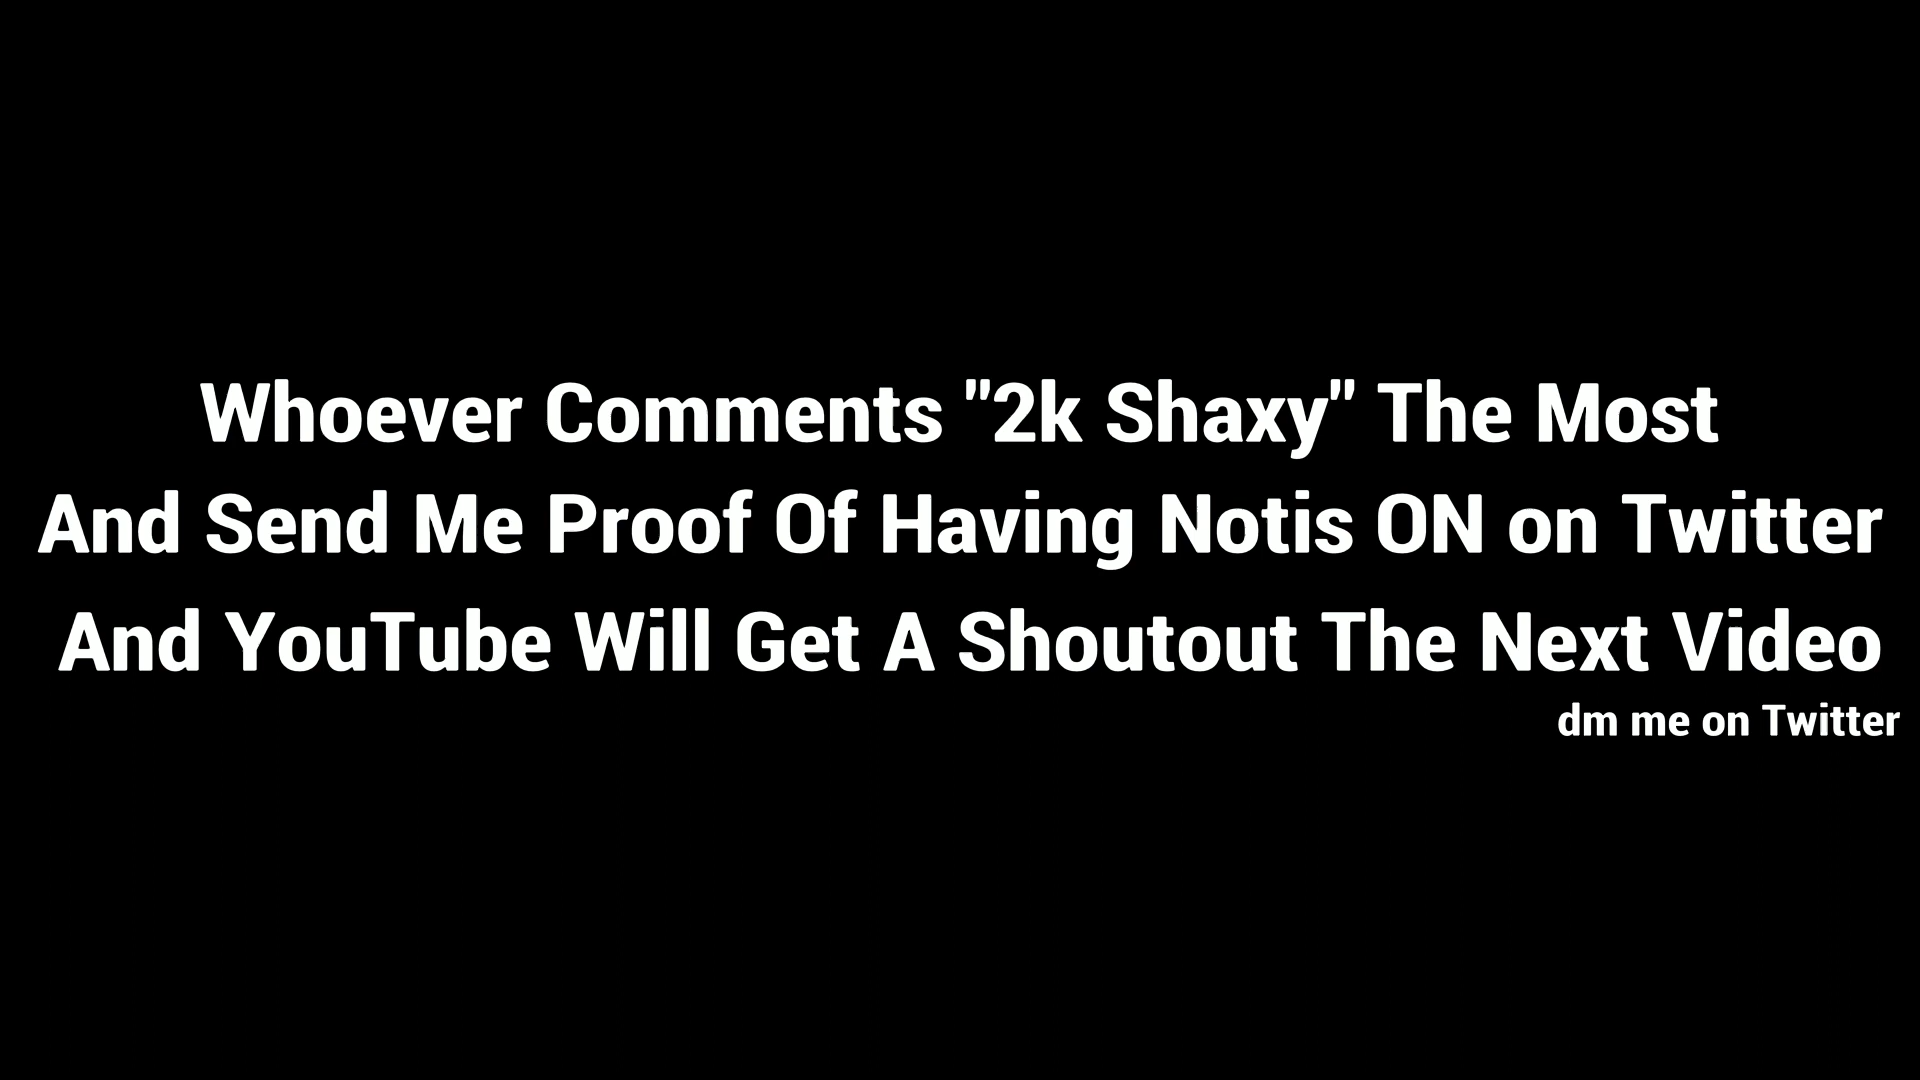 Whoever Comments "2k Shaxy" The Most
And Send Me Proof Of Having Notis ON on Twitter
And YouTube Will Get A Shoutout The Next Video
dm me on Twitter